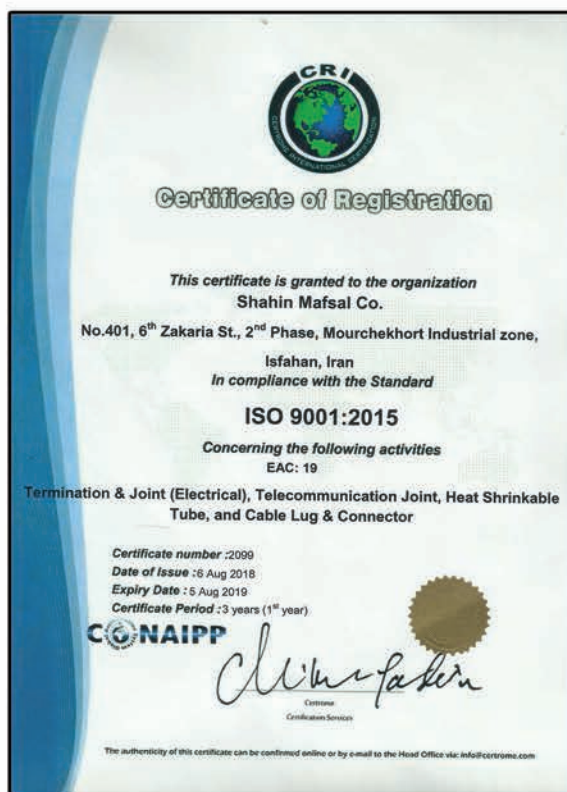 CRI
CERTROME INTERNATIONAL CERTIFICATION
Certificate of Registration
This certificate is granted to the organization
Shahin Mafsal Co.
No.401, 6th Zakaria St., 2nd Phase, Mourchekhort Industrial zone,
Isfahan, Iran
In compliance with the Standard
ISO 9001:2015
Concerning the following activities
EAC: 19
Termination & Joint (Electrical), Telecommunication Joint, Heat Shrinkable
Tube, and Cable Lug & Connector
Certificate number :2099
Date of Issue :6 Aug 2018
Expiry Date : 5 Aug 2019
Certificate Period : 3 years (1st year)
CONAIPP
Certrome
Certification Services
The authenticity of this certificate can be confirmed online or by e-mail to the Head Office via: info@certrome.com